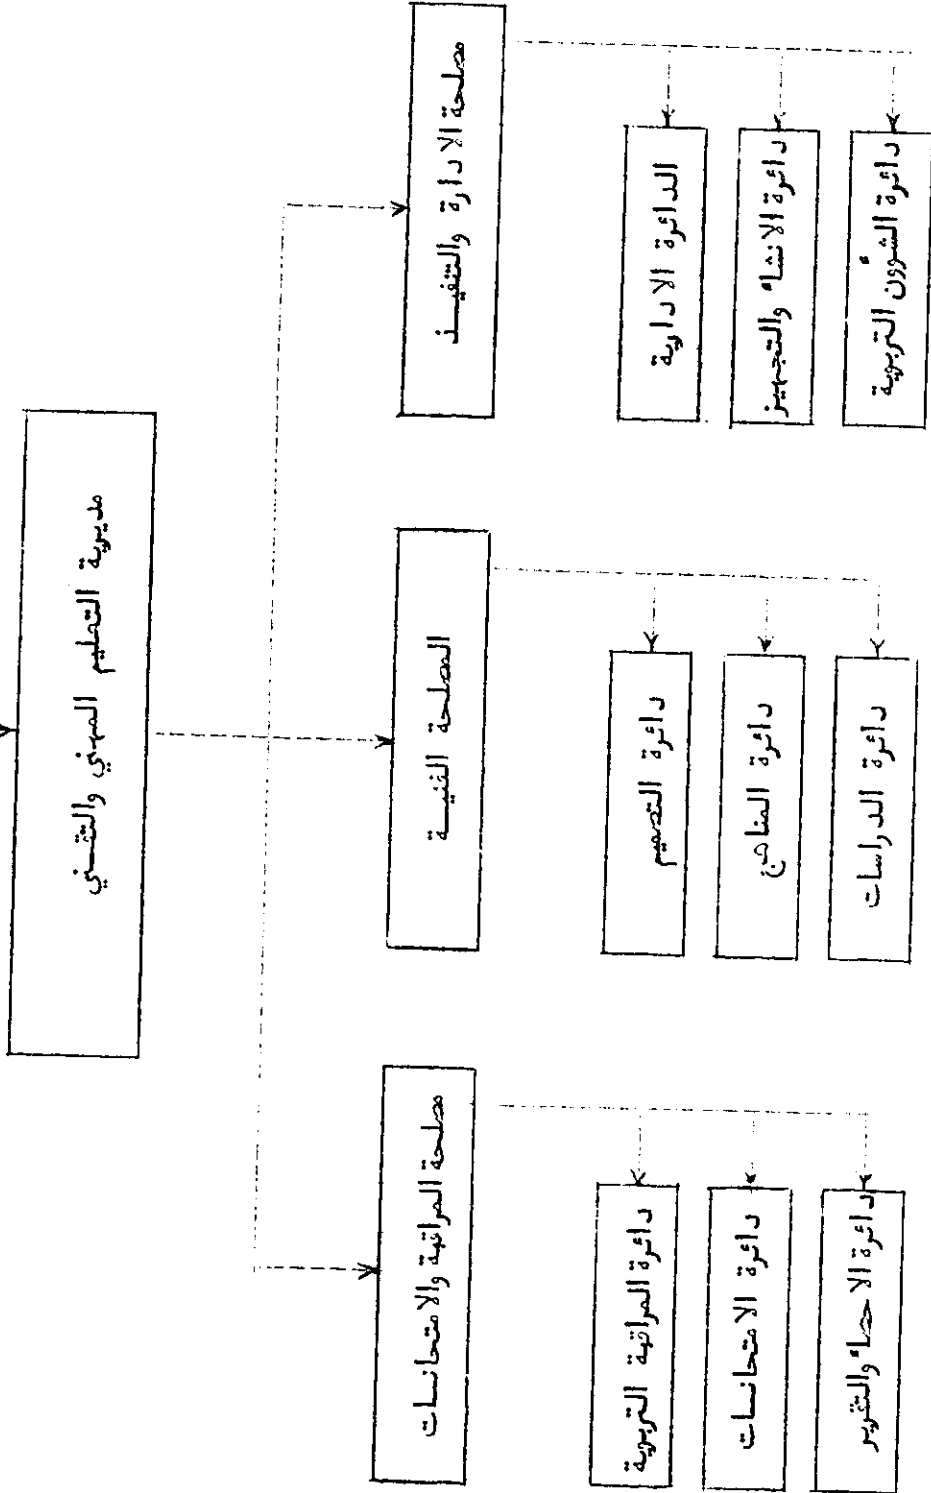 مديرية التعليم المهني والتقني
مصلحة الادارة والتنفيذ
الدائرة الادارية
دائرة الانشاء والتجهيز
دائرة الشؤون التربوية
المصلحة الفنية
دائرة التصميم
دائرة المناهج
دائرة الدراسات
مصلحة المراقبة والامتحانات
دائرة المراقبة التربوية
دائرة الامتحانات
دائرة الاحصاء والتقرير